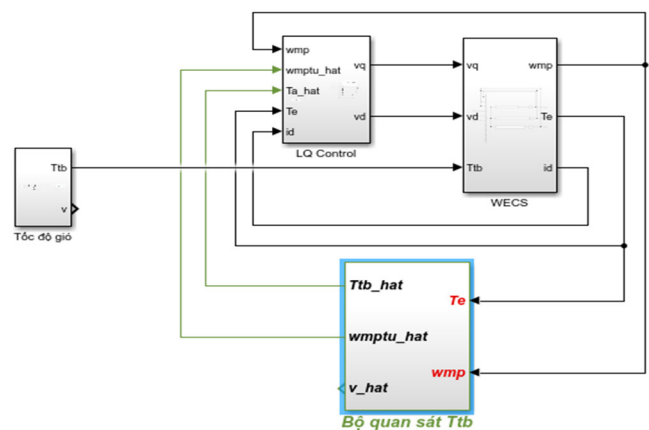 wmp
wmptu_hat
Ta_hat
Te
id
vq
vd
LQ Control
vq
vd
Ttb
wmp
Te
id
WECS
Ttb
v
Tốc độ gió
Ttb_hat
wmptu_hat
v_hat
Te
wmp
Bộ quan sát Ttb